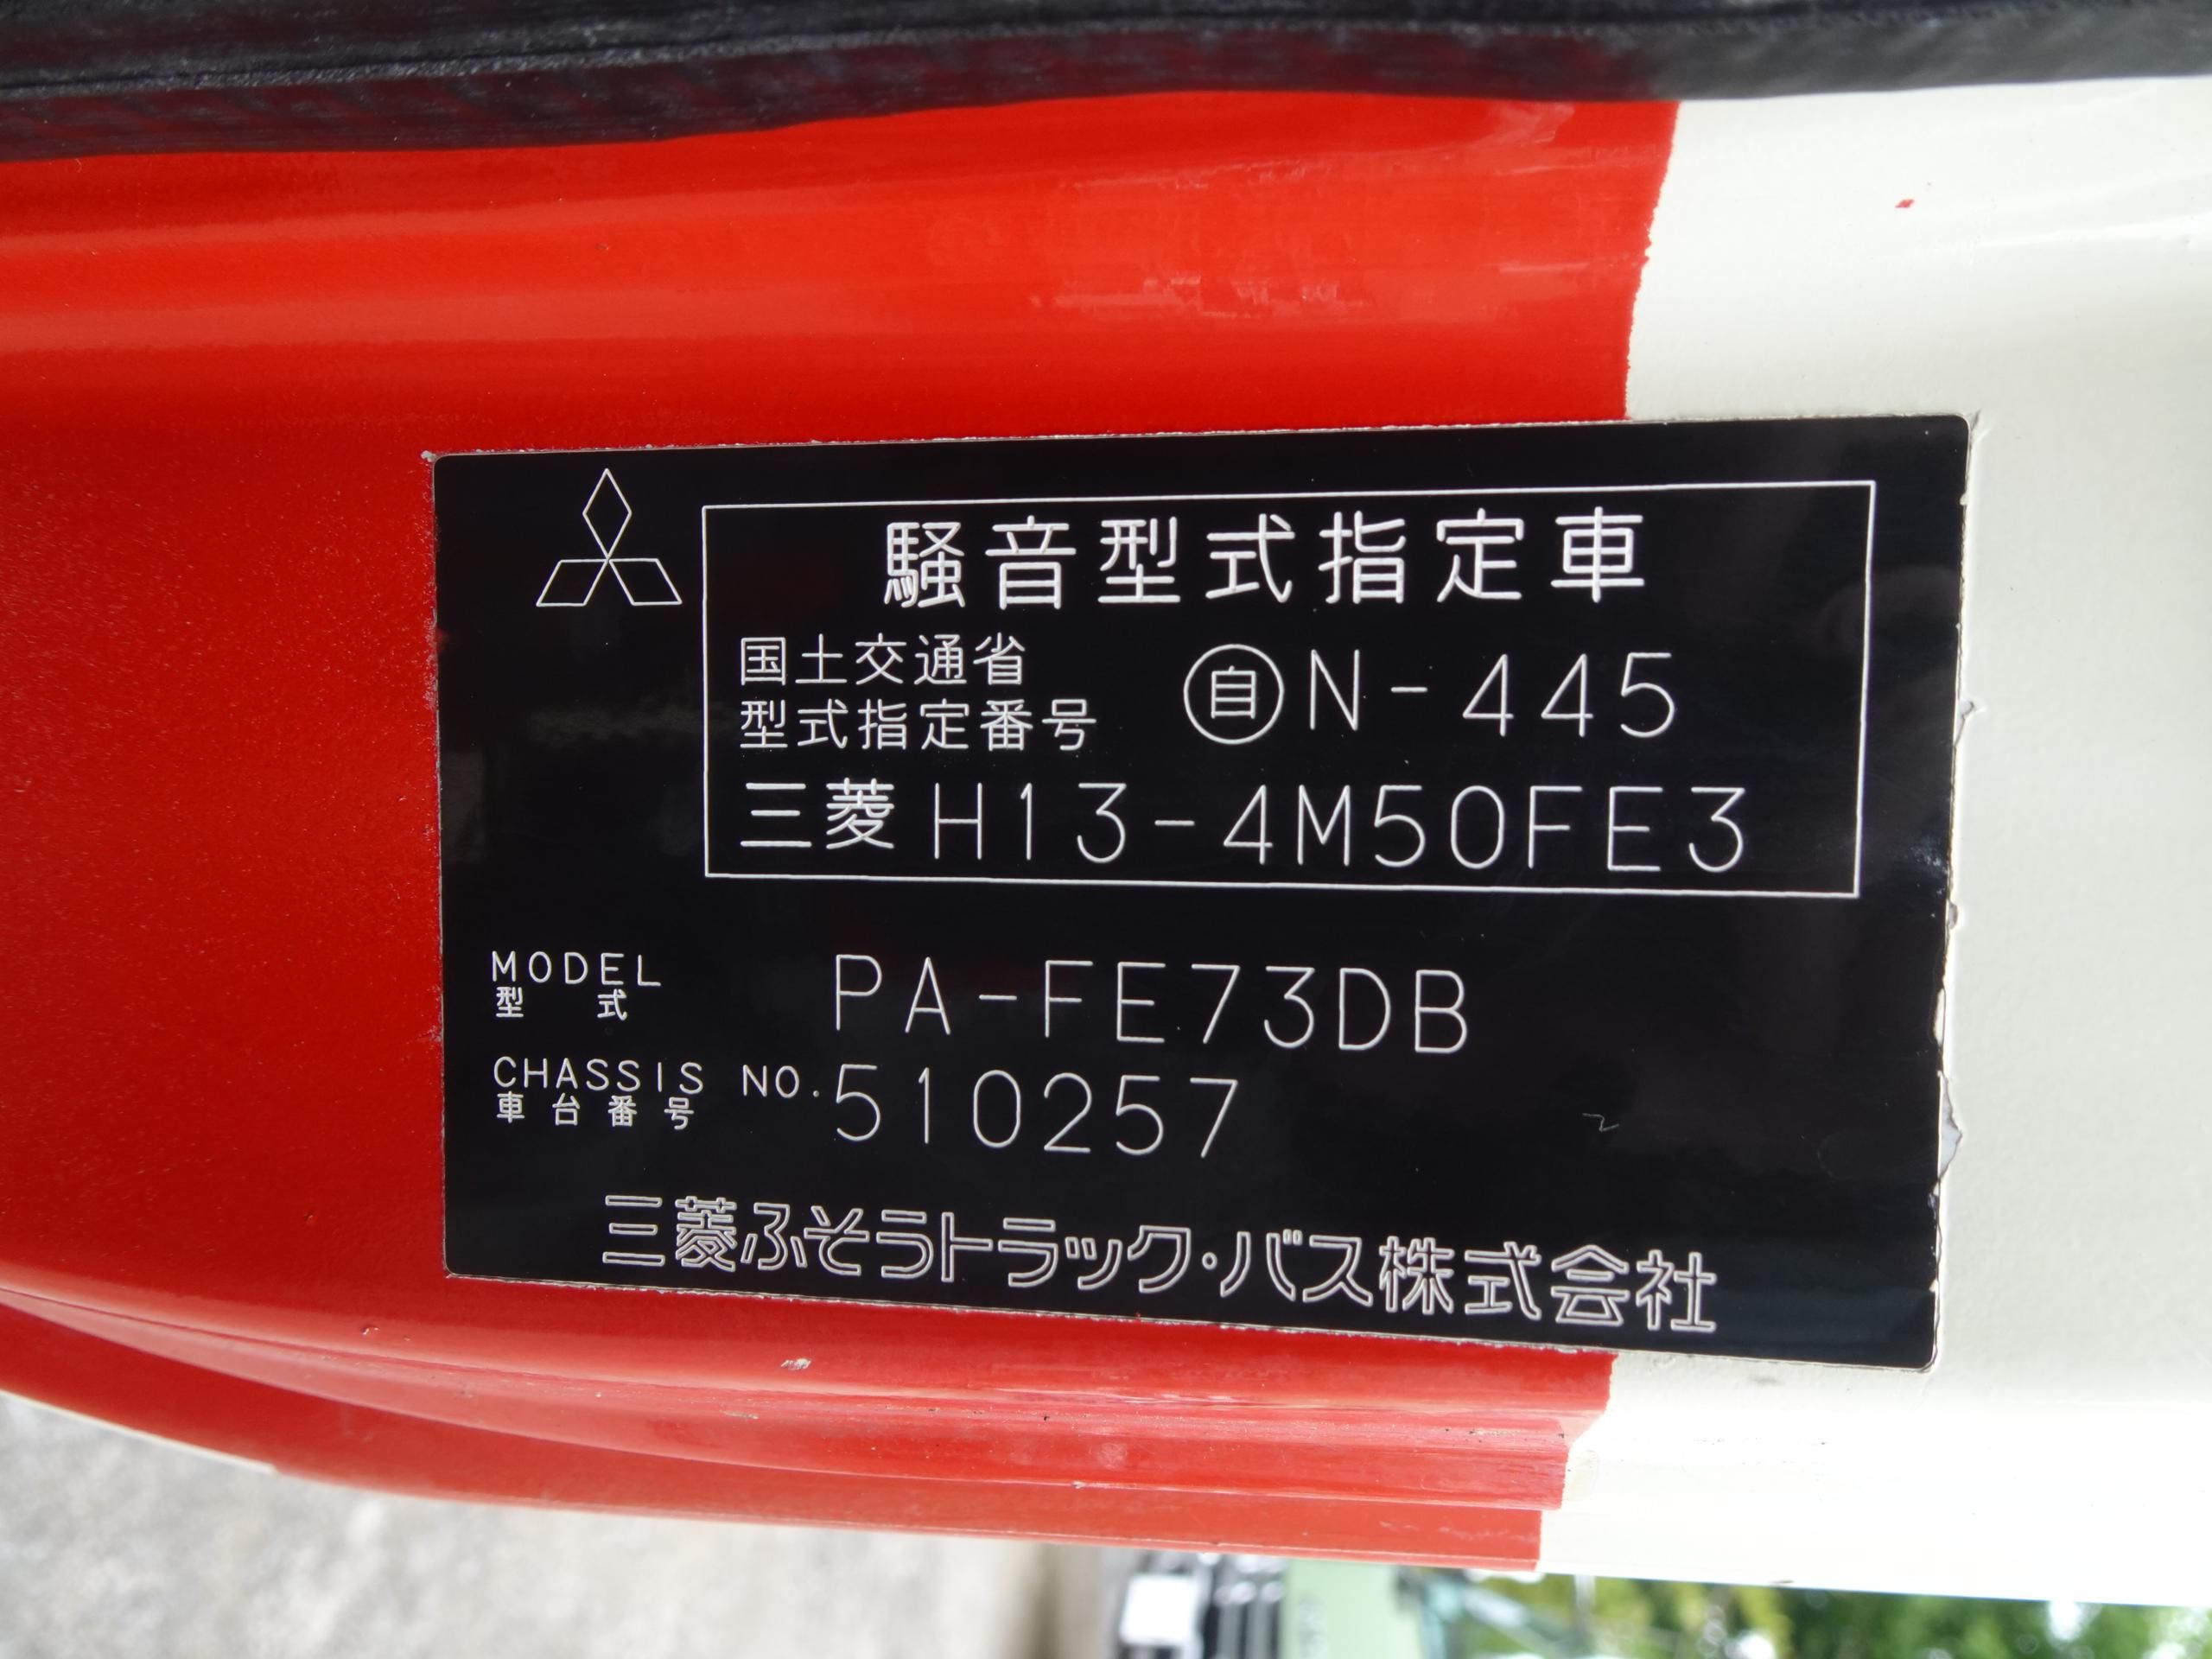 騒音型式指定車
国土交通省
型式指定番号 自 N-445
三菱 H13-4M50FE3
MODEL
型式 PA-FE73DB
CHASSIS NO. 510257
車台番号
三菱ふそうトラック・バス株式会社